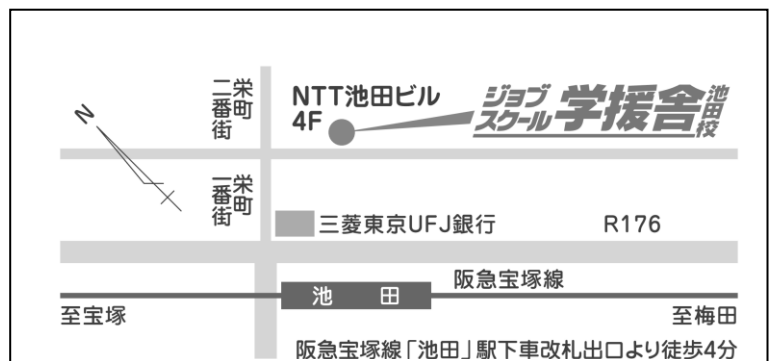 N
栄町
二番街
NTT池田ビル
4F
ジョブ
スクール
学援舎
池田校
栄町
一番街
三菱東京UFJ銀行
R176
阪急宝塚線
池田
至宝塚
至梅田
阪急宝塚線「池田」駅下車改札出口より徒歩4分